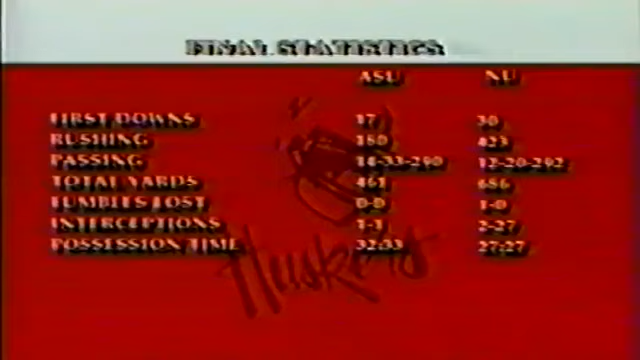 FINAL STATISTICS
ASU NU
FIRST DOWNS 17 30
RUSHING 423
PASSING 14-33-290 12-20-292
TOTAL YARDS 461 686
FUMBLES LOST 0-0 1-0
INTERCEPTIONS 1-1 2-27
POSSESSION TIME 32:33 27:27
Huskers